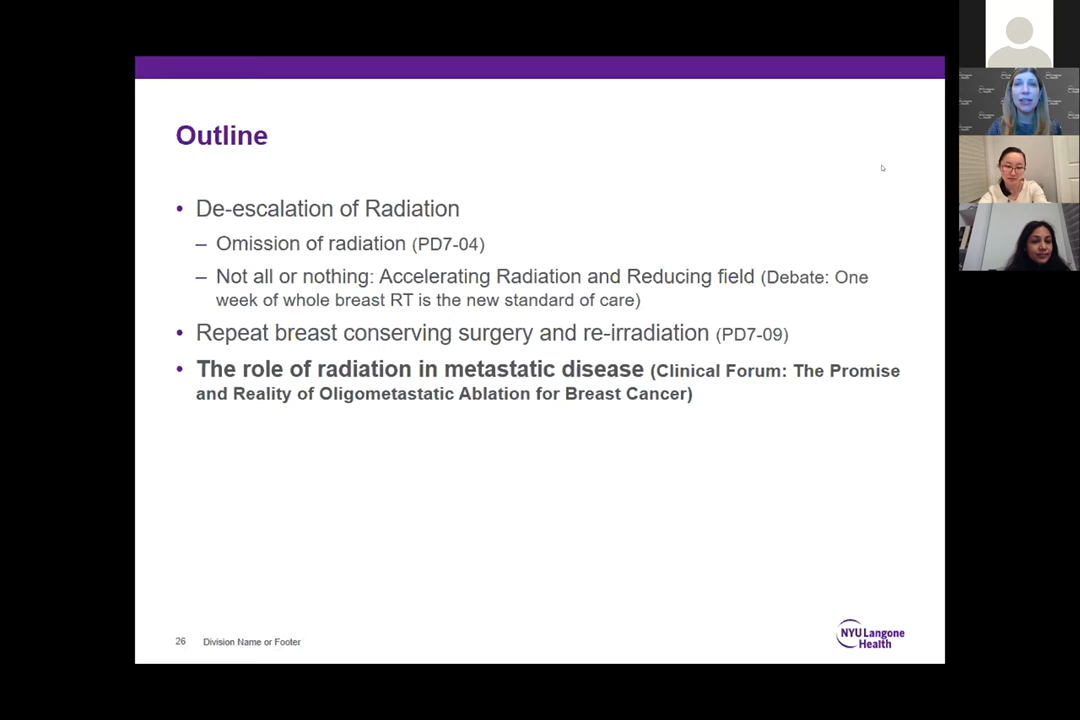 Outline
• De-escalation of Radiation
– Omission of radiation (PD7-04)
– Not all or nothing: Accelerating Radiation and Reducing field (Debate: One
week of whole breast RT is the new standard of care)
• Repeat breast conserving surgery and re-irradiation (PD7-09)
• The role of radiation in metastatic disease (Clinical Forum: The Promise
and Reality of Oligometastatic Ablation for Breast Cancer)
26 Division Name or Footer
NYU Langone
Health
NYU Langone
Health